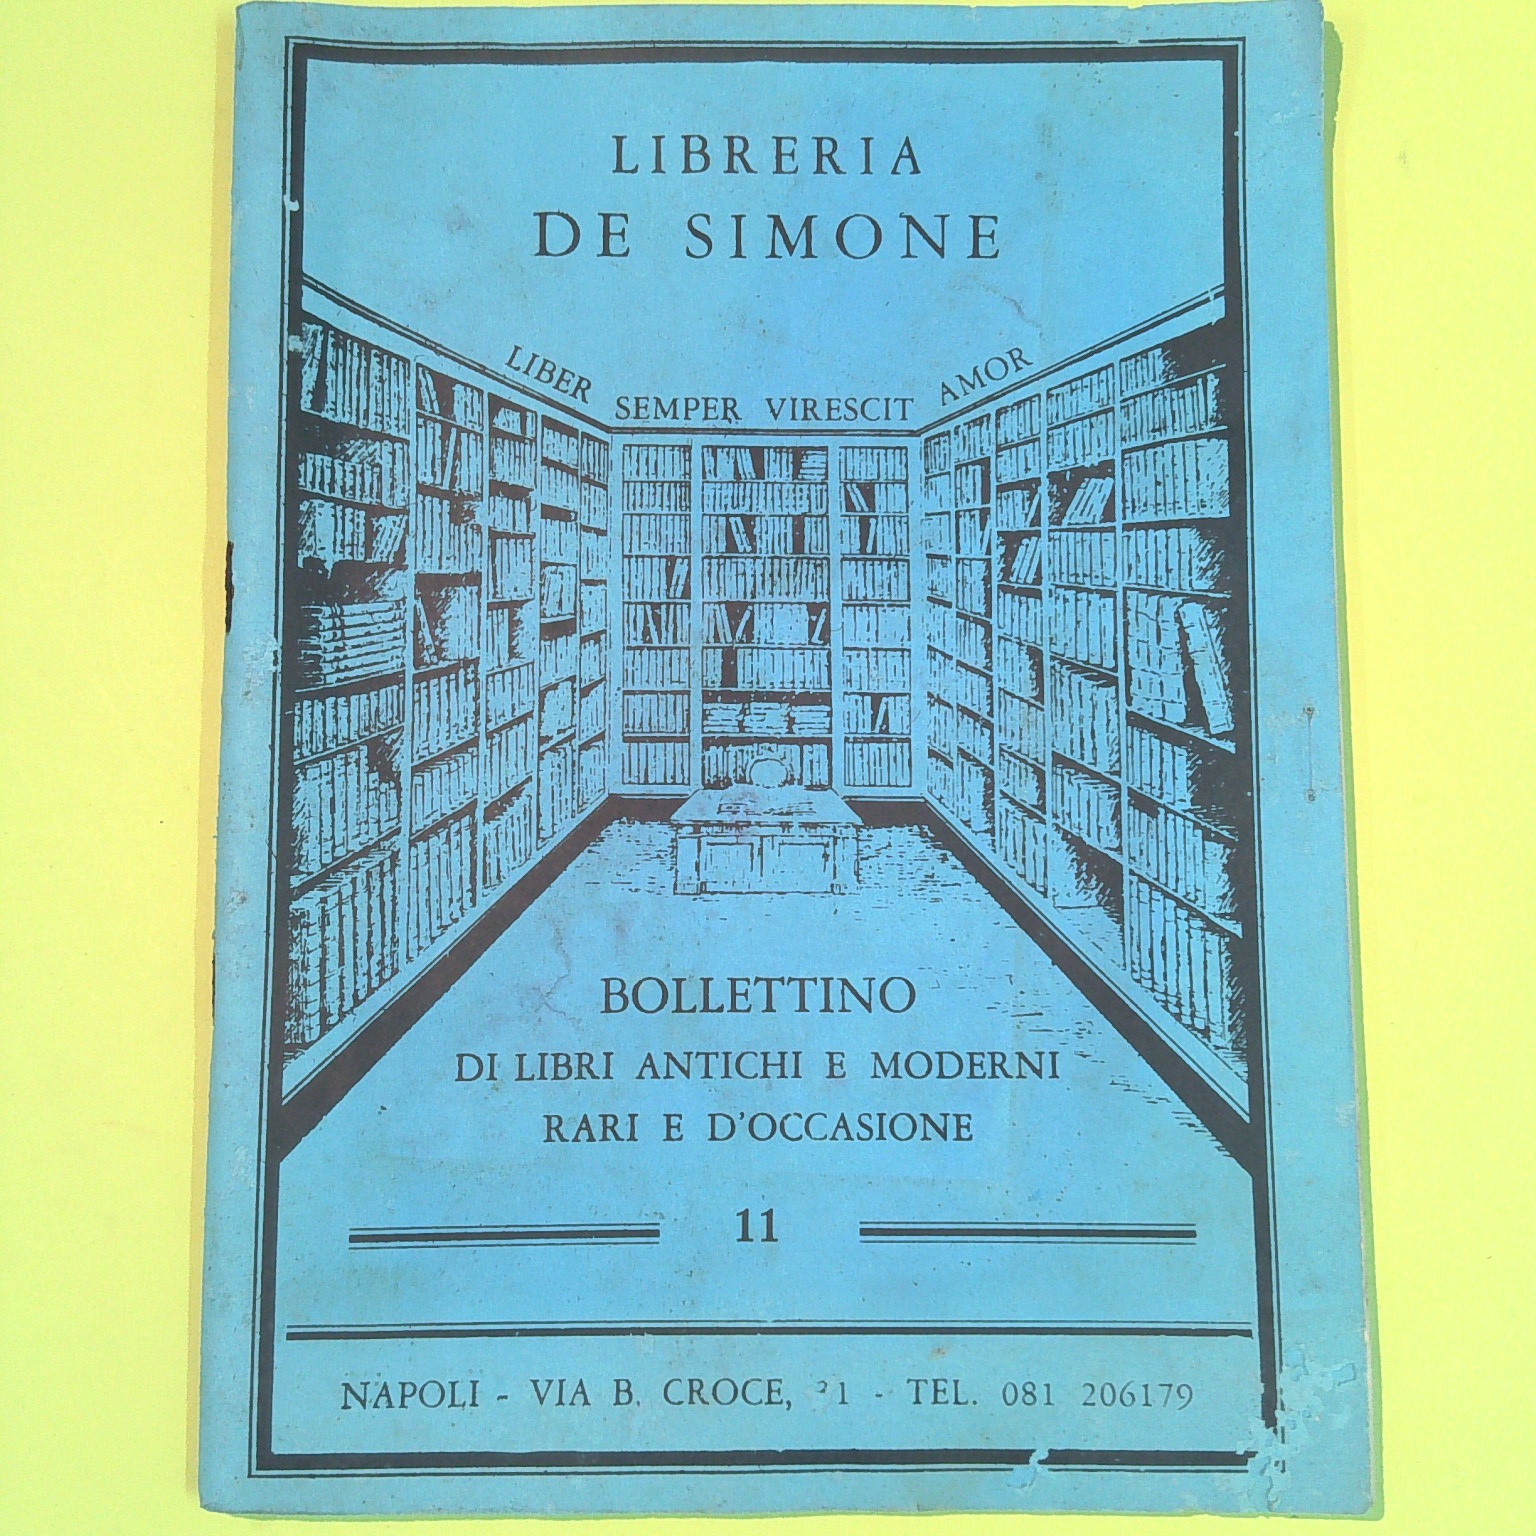 LIBRERIA
DE SIMONE
LIBER SEMPER VIRESCIT AMOR
BOLLETTINO
DI LIBRI ANTICHI E MODERNI
RARI E D'OCCASIONE
11
NAPOLI - VIA B. CROCE, - TEL. 081 206179